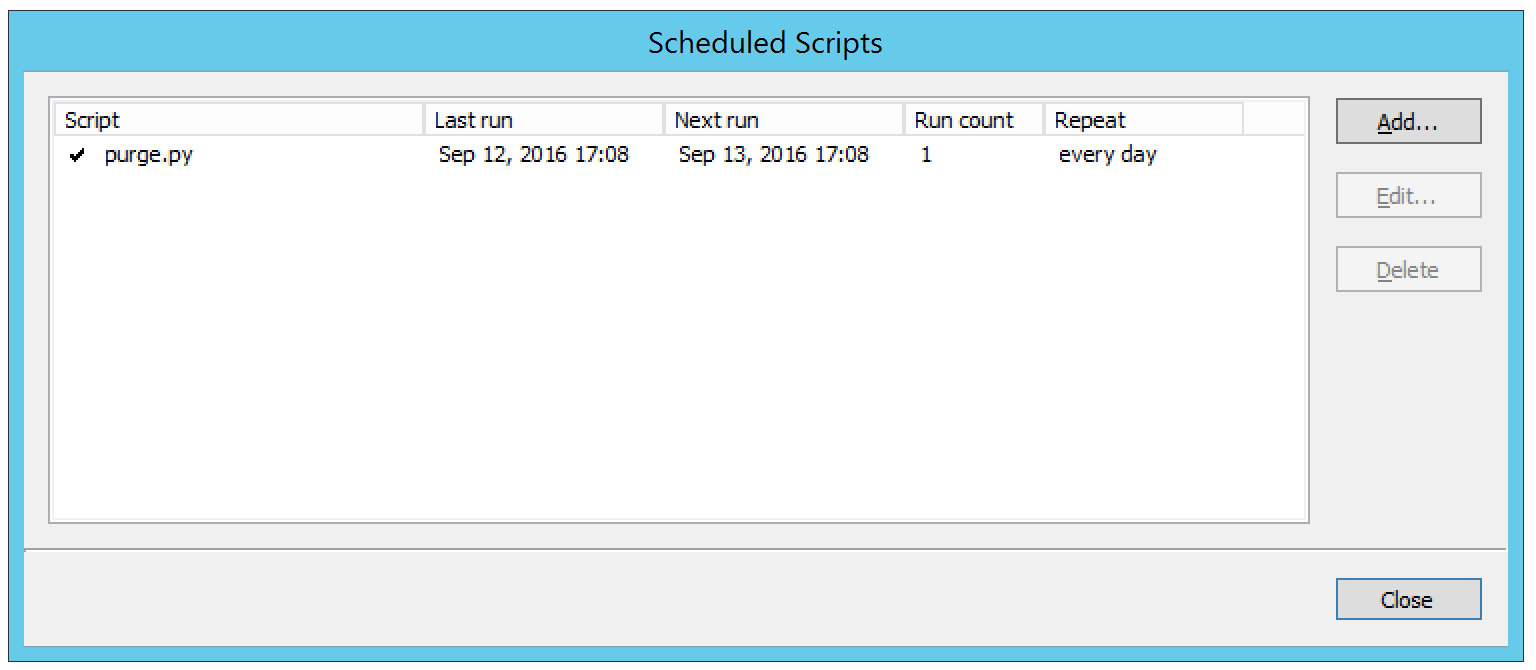 Scheduled Scripts
Script Last run Next run Run count Repeat
purge.py Sep 12, 2016 17:08 Sep 13, 2016 17:08 1 every day
Add...
Edit...
Delete
Close